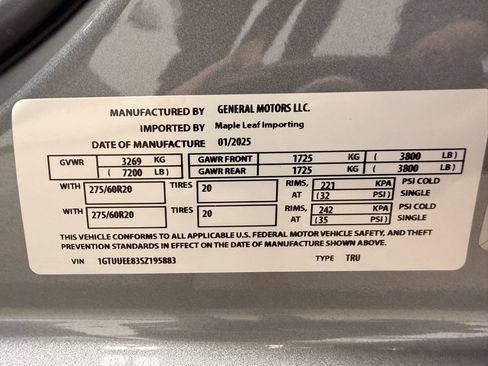 MANUFACTURED BY GENERAL MOTORS LLC.
IMPORTED BY Maple Leaf Importing
DATE OF MANUFACTURE 01/2025
GVWR 3269 KG GAWR FRONT 1725 KG ( 3800 LB )
( 7200 LB ) GAWR REAR 1725 KG ( 3800 LB )
WITH 275/60R20 TIRES 20 RIMS, 221 KPA PSI COLD
AT (32 PSI ) SINGLE
WITH 275/60R20 TIRES 20 RIMS, 242 KPA PSI COLD
AT (35 PSI ) SINGLE
THIS VEHICLE CONFORMS TO ALL APPLICABLE U.S. FEDERAL MOTOR VEHICLE SAFETY, AND THEFT
PREVENTION STANDARDS IN EFFECT ON THE DATE OF MANUFACTURE SHOWN ABOVE.
VIN 1GTUUEE83SZ195883 TYPE TRU